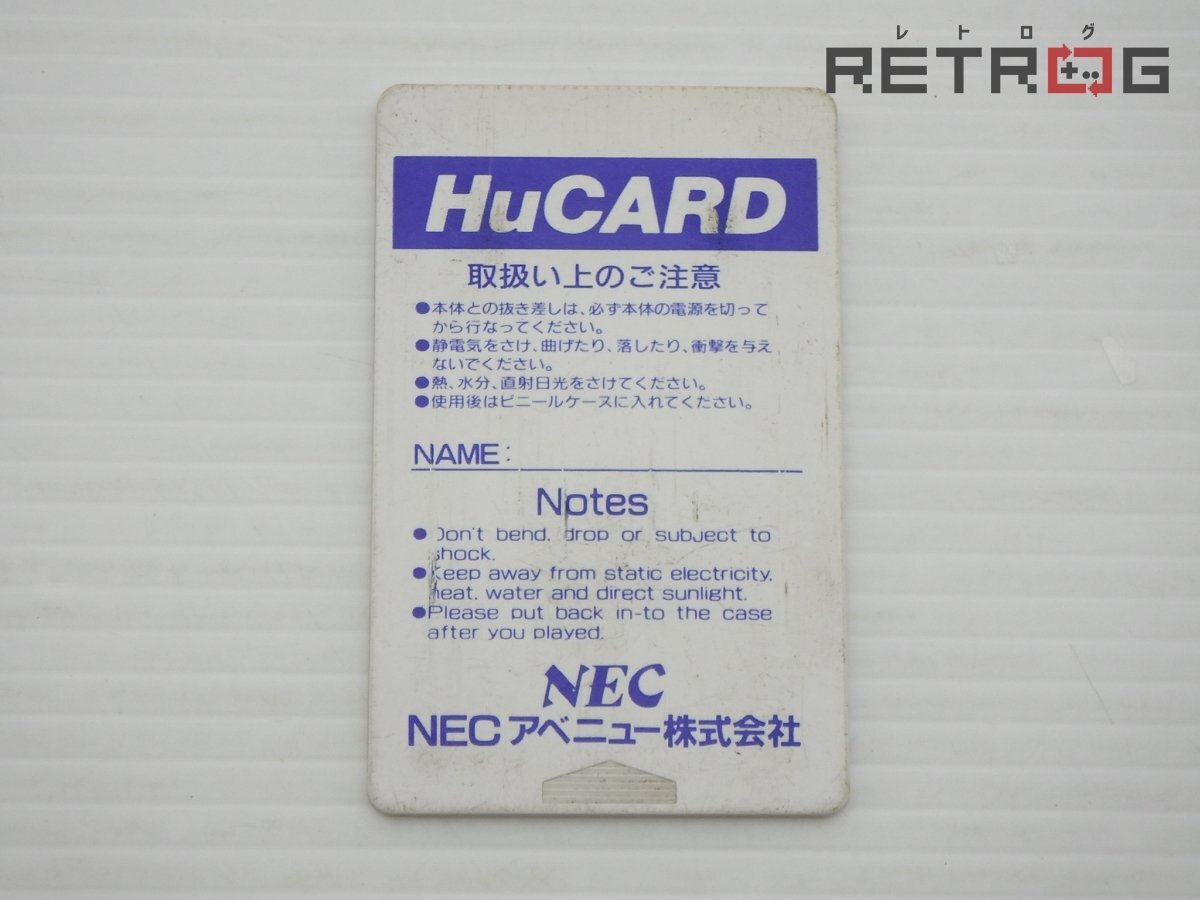 レトログ
RETROG
HuCARD
取扱い上のご注意
●本体との抜き差しは、必ず本体の電源を切って
から行なってください。
●静電気をさけ、曲げたり、落したり、衝撃を与え
ないでください。
●熱、水分、直射日光をさけてください。
●使用後はビニールケースに入れてください。
NAME:
Notes
●Don't bend, drop or subject to
shock.
●Keep away from static electricity,
heat, water and direct sunlight.
●Please put back in-to the case
after you played.
NEC
NECアベニュー株式会社